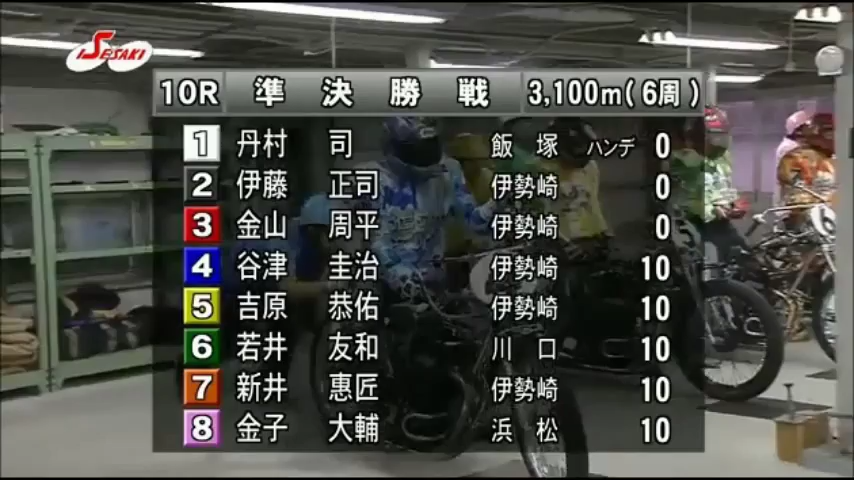 ISESAKI
10R 準決勝戦 3,100m(6周)
1 丹村 司 飯塚 ハンデ 0
2 伊藤 正司 伊勢崎 0
3 金山 周平 伊勢崎 0
4 谷津 圭治 伊勢崎 10
5 吉原 恭佑 伊勢崎 10
6 若井 友和 川口 10
7 新井 惠匠 伊勢崎 10
8 金子 大輔 浜松 10